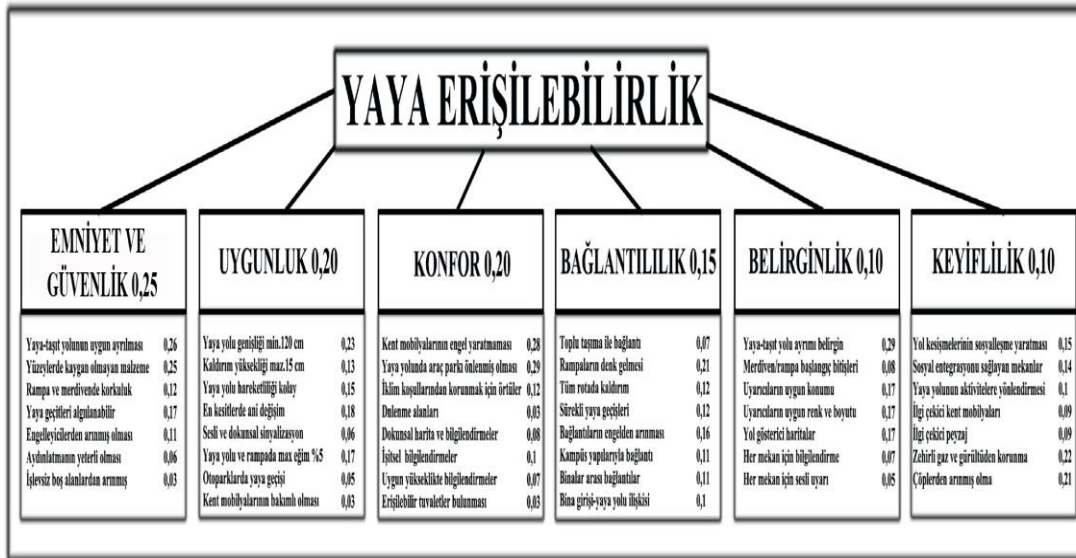 YAYA ERİŞİLEBİLİRLİK
EMNİYET VE
GÜVENLİK 0,25
Yaya-taşıt yolunun uygun ayrılması 0,26
Yüzeylerde kaygan olmayan malzeme 0,25
Rampa ve merdivende korkuluk 0,12
Yaya geçitleri algılanabilir 0,17
Engelleyicilerden arınmış olması 0,11
Aydınlatmanın yeterli olması 0,06
İşlevsiz boş alanlardan arınmış 0,03
UYGUNLUK 0,20
Yaya yolu genişliği min.120 cm 0,23
Kaldırım yüksekliği maz.15 cm 0,13
Yaya yolu hareketliliği kolay 0,15
En kesitlerde ani değişim 0,18
Sesli ve dokunsal sinyalizasyon 0,06
Yaya yolu ve rampada max eğim %5 0,17
Otoparklarda yaya geçişi 0,05
Kent mobilyalarının bakımlı olması 0,03
KONFOR 0,20
Kent mobilyalarının engel yaratmaması 0,28
Yaya yolunda araç parkı önlenmiş olması 0,29
İklim koşullarından korunmak için örtüler 0,12
Dnlenme alanları 0,03
Dokunsal harita ve bilgilendirmeler 0,08
İşitsel bilgilendirmeler 0,1
Uygun yükseklikte bilgilendirmeler 0,07
Erişilebilir tuvaletler bulunması 0,03
BAĞLANTILILIK 0,15
Toplu taşıma ile bağlantı 0,07
Rampaların denk gelmesi 0,21
Tüm rotada kaldırım 0,12
Sürekli yaya geçişleri 0,12
Bağlantıların engelden arınması 0,16
Kampüs yapılarıyla bağlantı 0,11
Binalar arası bağlantılar 0,11
Bina girişi-yaya yolu ilişkisi 0,1
BELİRGİNLİK 0,10
Yaya-taşıt yolu ayrımı belirgin 0,29
Merdiven/rampa başlangıç bitişleri 0,08
Uyarıcıların uygun konumu 0,17
Uyarıcıların uygun renk ve boyutu 0,17
Yol gösterici haritalar 0,17
Her mekan için bilgilendirme 0,07
Her mekan için sesli uyarı 0,05
KEYİFLİLİK 0,10
Yol kesişmelerinin sosyalleşme yaratması 0,15
Sosyal entegrasyonu sağlayan mekanlar 0,14
Yaya yolunun aktivitelere yönlendirmesi 0,1
İlgi çekici kent mobilyaları 0,09
İlgi çekici peyzaj 0,09
Zehirli gaz ve gürültüden korunma 0,22
Çöplerden arınmış olma 0,21